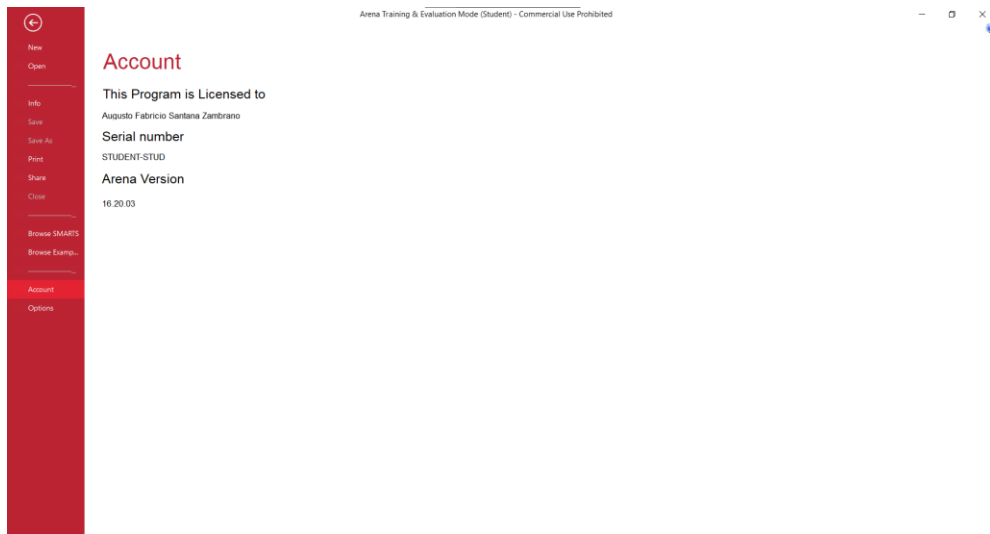 Arena Training & Evaluation Mode (Student) - Commercial Use Prohibited
New
Open
Info
Save
Save As
Print
Share
Close
Browse SMARTS
Browse Examp...
Account
Options
Account
This Program is Licensed to
Augusto Fabricio Santana Zambrano
Serial number
STUDENT-STUD
Arena Version
16.20.03